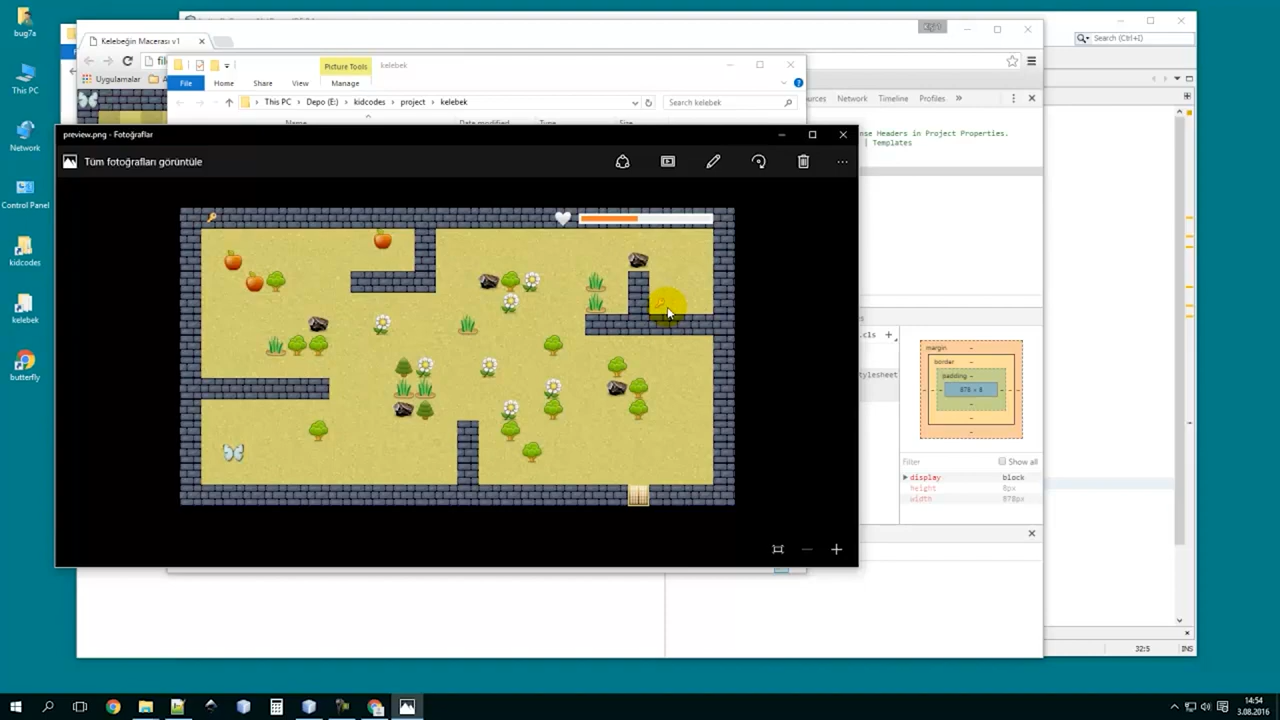 bug7a
This PC
Network
Control Panel
kidcodes
kelebek
butterfly
Kelebeğin Macerası v1
Search (Ctrl+I)
Uygulamalar
Picture Tools
kelebek
File
Home
Share
View
Manage
This PC
Depo (E:)
kidcodes
project
kelebek
Search kelebek
Network
Timeline
Profiles
nse Headers in Project Properties.
| Templates
preview.png - Fotoğraflar
Tüm fotoğrafları görüntüle
.cls
tylesheet
margin
border
padding
Filter
Show all
display
block
height
width
32:5
INS
14:54
3.08.2016